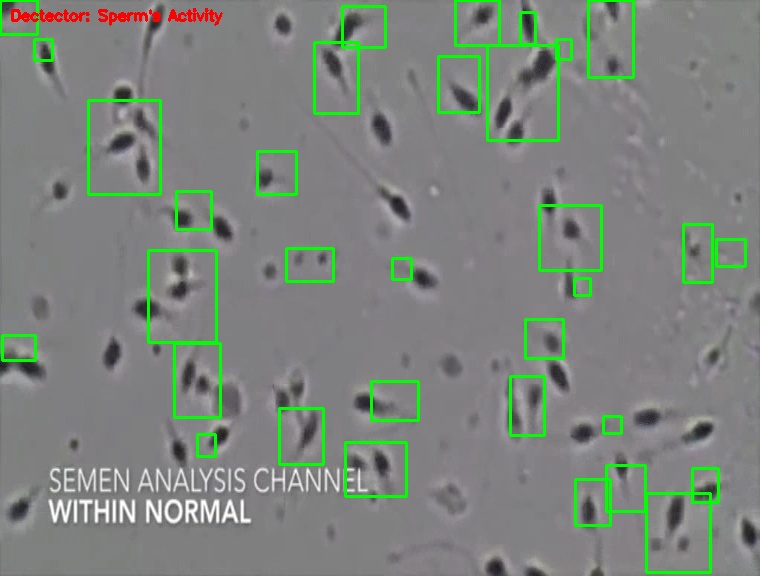 Dectector: Sperm's Activity
SEMEN ANALYSIS CHANNEL
WITHIN NORMAL